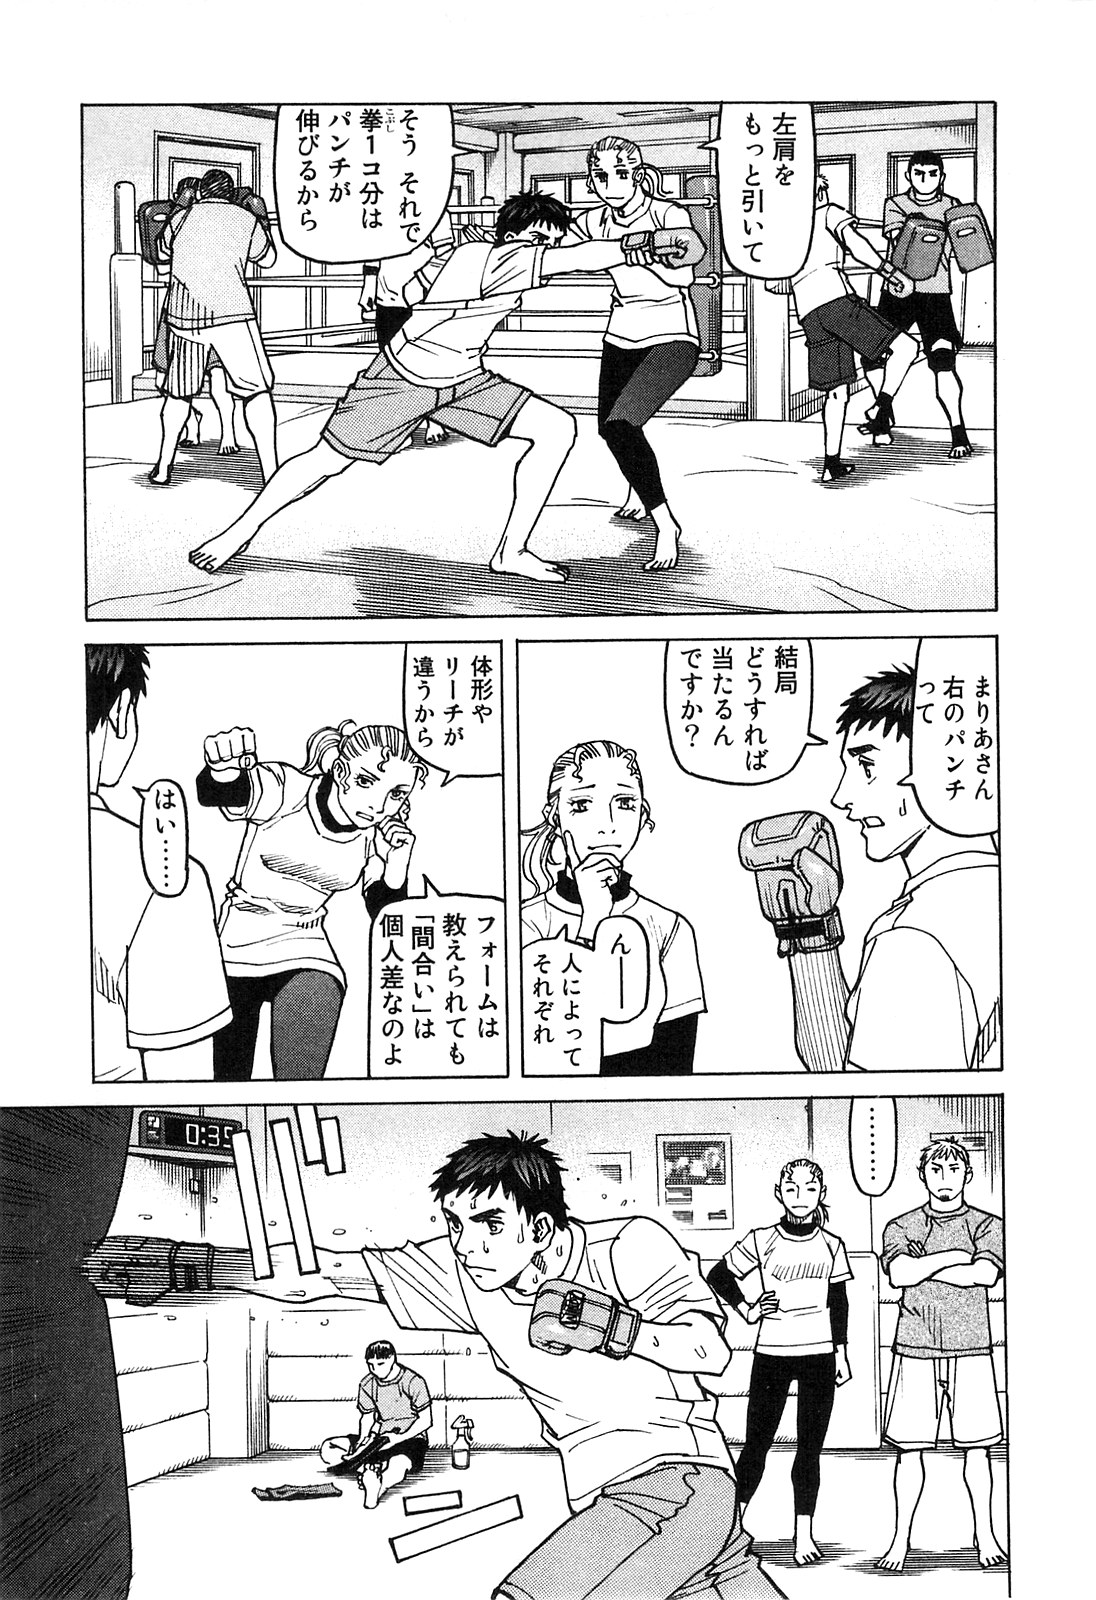 左肩を
もっと引いて
そう それで
拳1コ分は
パンチが
伸びるから
こぶし
まりあさん
右のパンチ
って
結局
どうすれば
当たるん
ですか?
んー
人によって
それぞれ
体形や
リーチが
違うから
フォームは
教えられても
「間合い」は
個人差なのよ
はい……
………
0:35